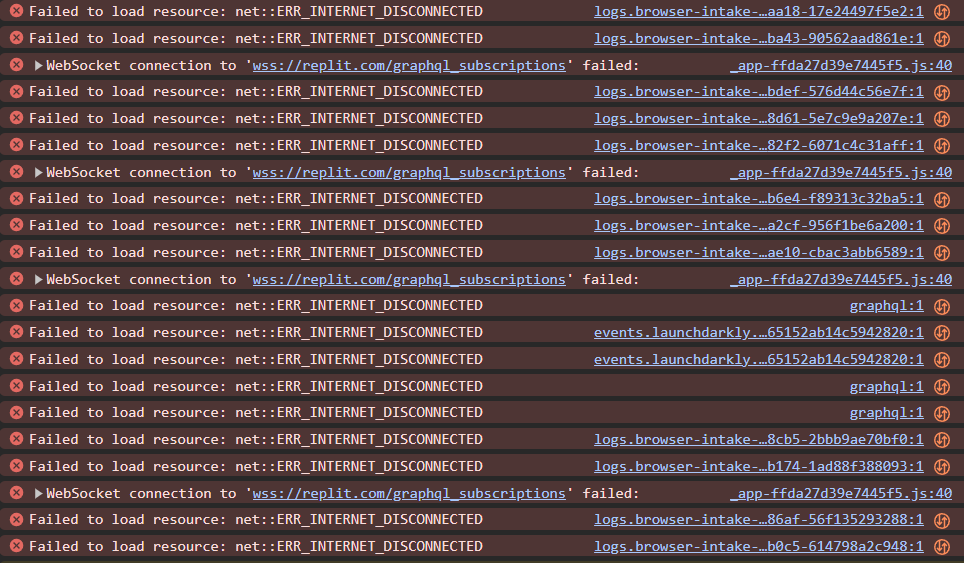 Failed to load resource: net::ERR_INTERNET_DISCONNECTED logs.browser-intake-…aa18-17e24497f5e2:1
Failed to load resource: net::ERR_INTERNET_DISCONNECTED logs.browser-intake-…ba43-90562aad861e:1
WebSocket connection to 'wss://replit.com/graphql_subscriptions' failed: _app-ffda27d39e7445f5.js:40
Failed to load resource: net::ERR_INTERNET_DISCONNECTED logs.browser-intake-…bdef-576d44c56e7f:1
Failed to load resource: net::ERR_INTERNET_DISCONNECTED logs.browser-intake-…8d61-5e7c9e9a207e:1
Failed to load resource: net::ERR_INTERNET_DISCONNECTED logs.browser-intake-…82f2-6071c4c31aff:1
WebSocket connection to 'wss://replit.com/graphql_subscriptions' failed: _app-ffda27d39e7445f5.js:40
Failed to load resource: net::ERR_INTERNET_DISCONNECTED logs.browser-intake-…b6e4-f89313c32ba5:1
Failed to load resource: net::ERR_INTERNET_DISCONNECTED logs.browser-intake-…a2cf-956f1be6a200:1
Failed to load resource: net::ERR_INTERNET_DISCONNECTED logs.browser-intake-…ae10-cbac3abb6589:1
WebSocket connection to 'wss://replit.com/graphql_subscriptions' failed: _app-ffda27d39e7445f5.js:40
Failed to load resource: net::ERR_INTERNET_DISCONNECTED graphql:1
Failed to load resource: net::ERR_INTERNET_DISCONNECTED events.launchdarkly.…65152ab14c5942820:1
Failed to load resource: net::ERR_INTERNET_DISCONNECTED events.launchdarkly.…65152ab14c5942820:1
Failed to load resource: net::ERR_INTERNET_DISCONNECTED graphql:1
Failed to load resource: net::ERR_INTERNET_DISCONNECTED graphql:1
Failed to load resource: net::ERR_INTERNET_DISCONNECTED logs.browser-intake-…8cb5-2bbb9ae70bf0:1
Failed to load resource: net::ERR_INTERNET_DISCONNECTED logs.browser-intake-…b174-1ad88f388093:1
WebSocket connection to 'wss://replit.com/graphql_subscriptions' failed: _app-ffda27d39e7445f5.js:40
Failed to load resource: net::ERR_INTERNET_DISCONNECTED logs.browser-intake-…86af-56f135293288:1
Failed to load resource: net::ERR_INTERNET_DISCONNECTED logs.browser-intake-…b0c5-614798a2c948:1